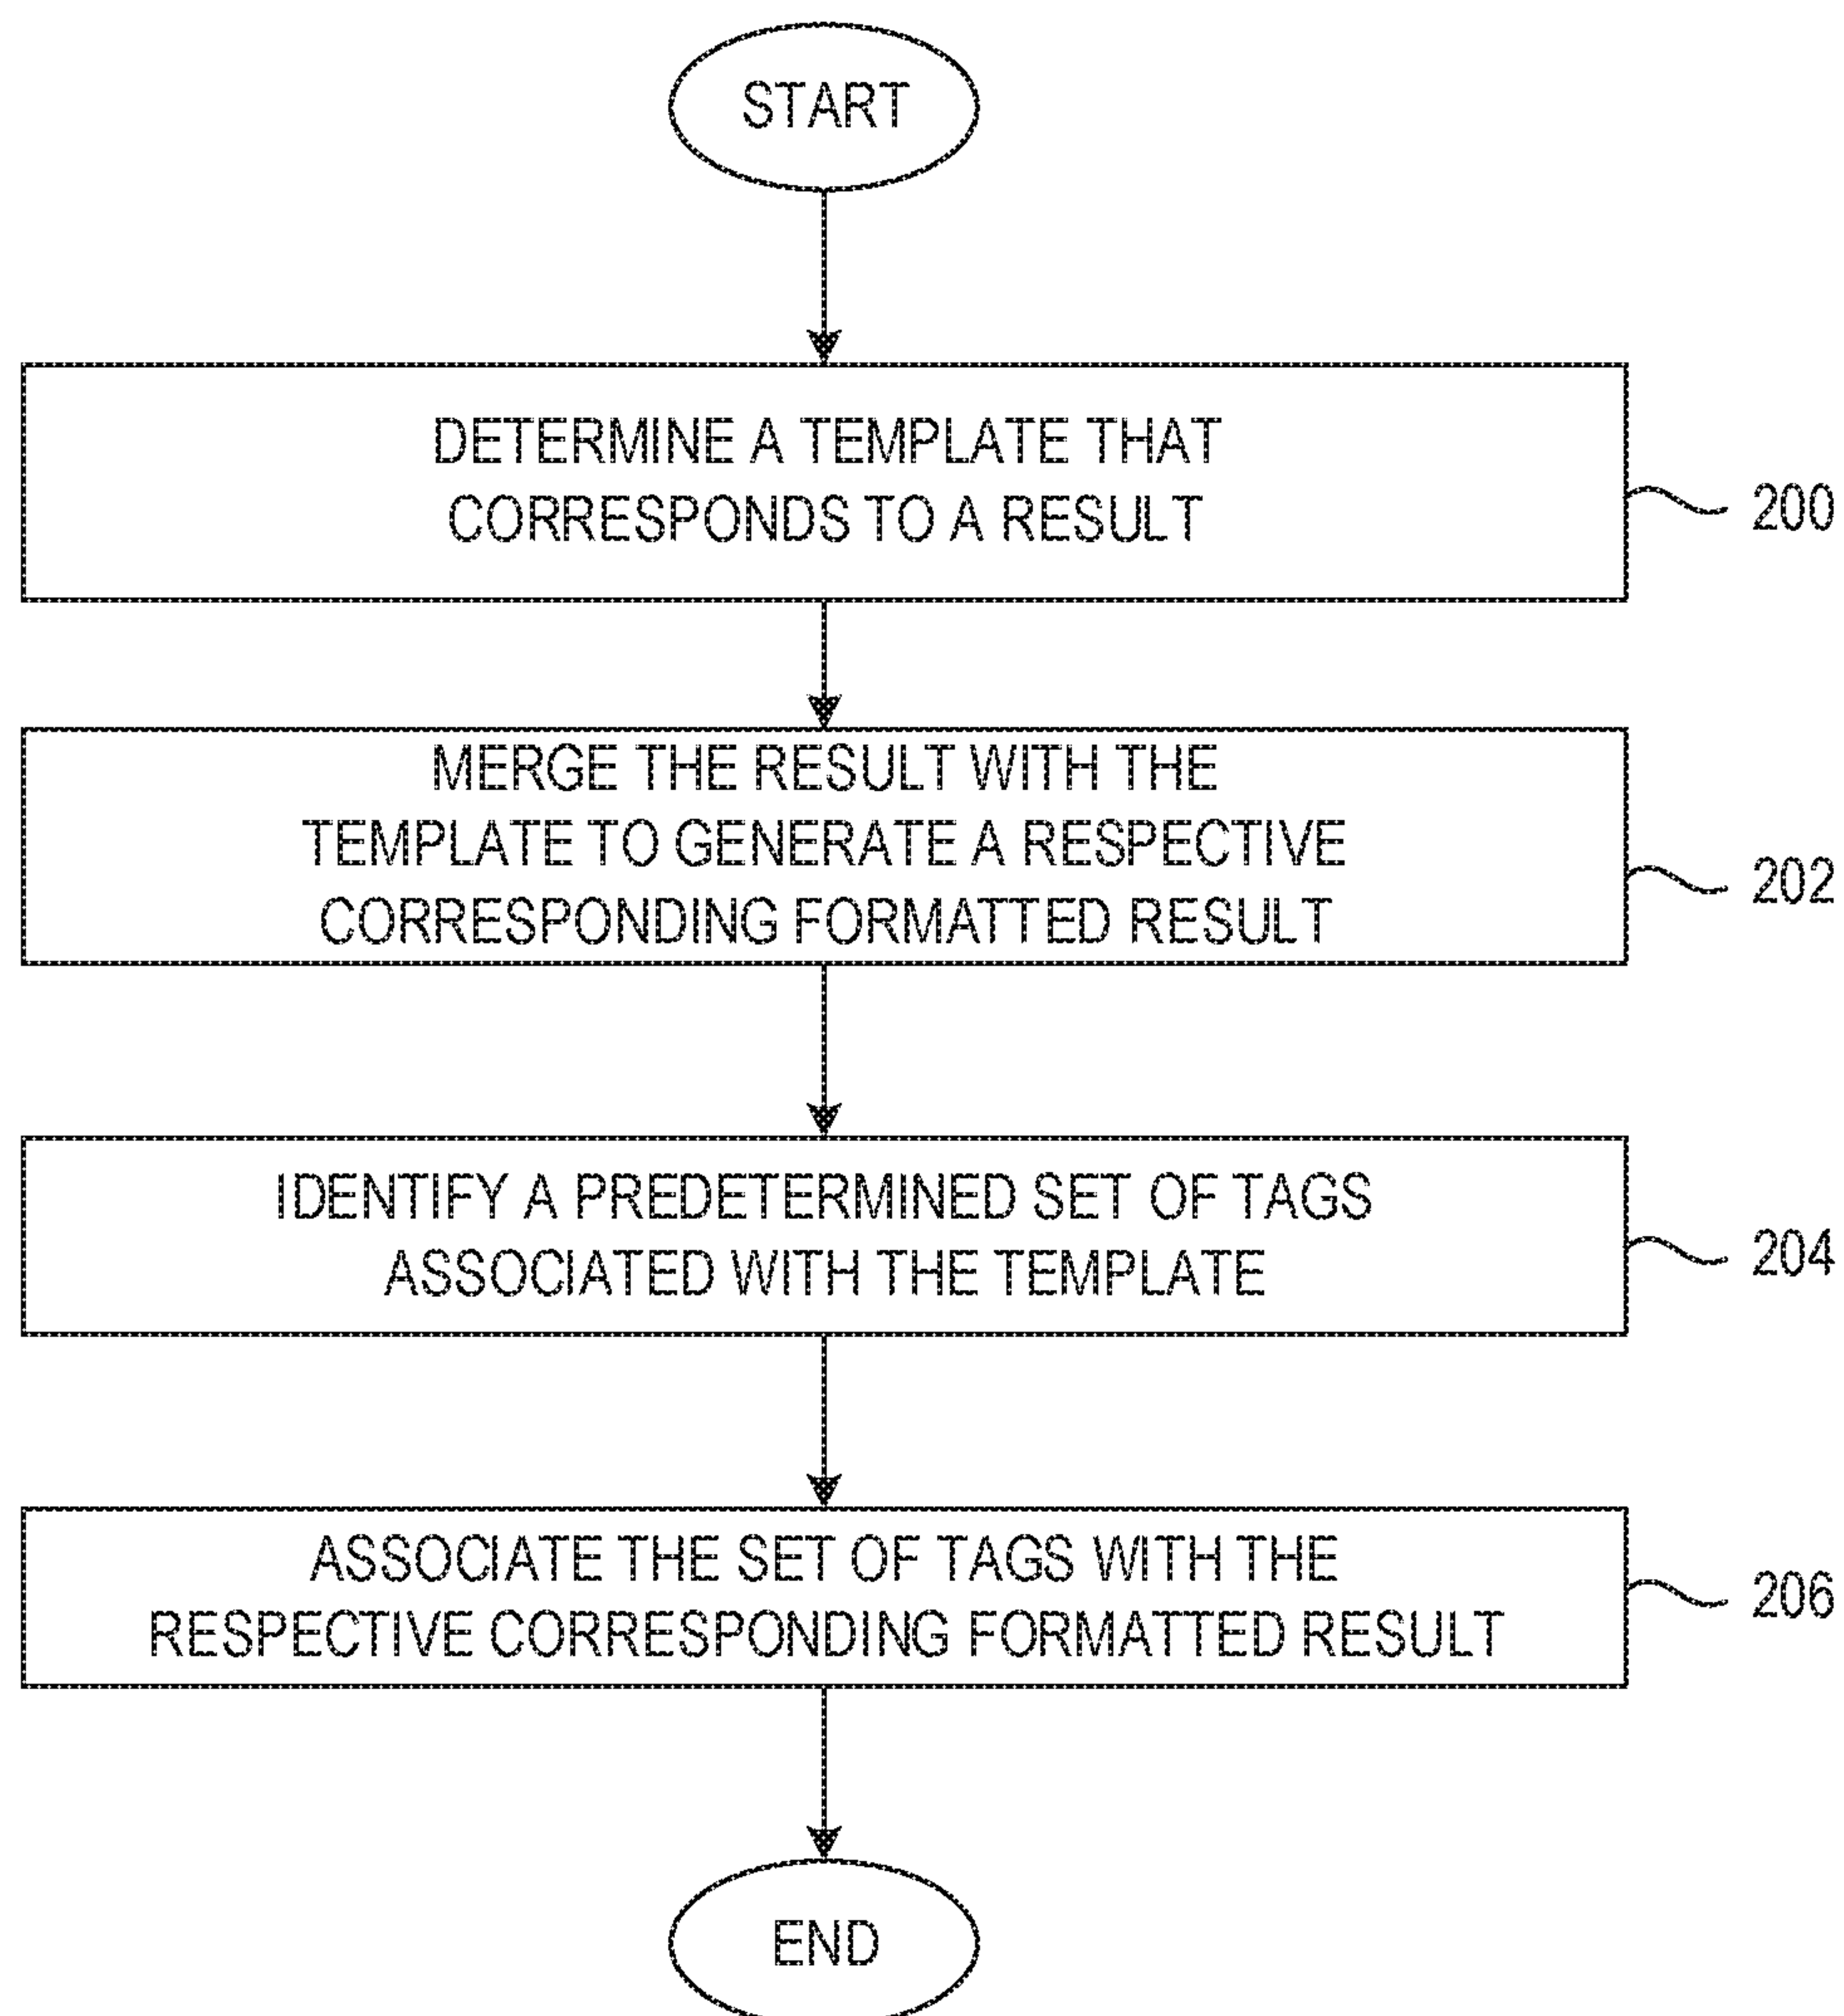 START
DETERMINE A TEMPLATE THAT
CORRESPONDS TO A RESULT
200
MERGE THE RESULT WITH THE
TEMPLATE TO GENERATE A RESPECTIVE
CORRESPONDING FORMATTED RESULT
202
IDENTIFY A PREDETERMINED SET OF TAGS
ASSOCIATED WITH THE TEMPLATE
204
ASSOCIATE THE SET OF TAGS WITH THE
RESPECTIVE CORRESPONDING FORMATTED RESULT
206
END